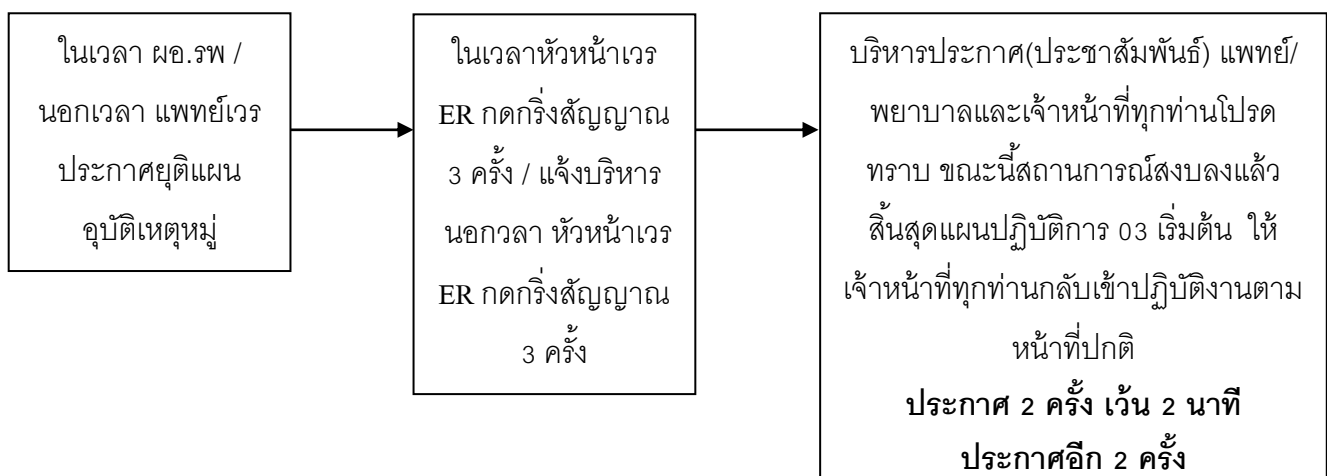 ในเวลา ผอ.รพ /
นอกเวลา แพทย์เวร
ประกาศยุติแผน
อุบัติเหตุหมู่
ในเวลาหัวหน้าเวร
ER กดกริ่งสัญญาณ
3 ครั้ง / แจ้งบริหาร
นอกวลา หัวหน้าเวร
ER กดกริ่งสัญญาณ
3 ครั้ง
บริหารประกาศ(ประชาสัมพันธ์) แพทย์/
พยาบาลและเจ้าหน้าที่ทุกท่านโปรด
ทราบ ขณะนี้สถานการณ์สงบลงแล้ว
สิ้นสุดแผนปฏิบัติการ 03 เริ่มต้น ให้
เจ้าหน้าที่ทุกท่านกลับเข้าปฏิบัติงานตาม
หน้าที่ปกติ
ประกาศ 2 ครั้ง เว้น 2 นาที
ประกาศอีก 2 ครั้ง